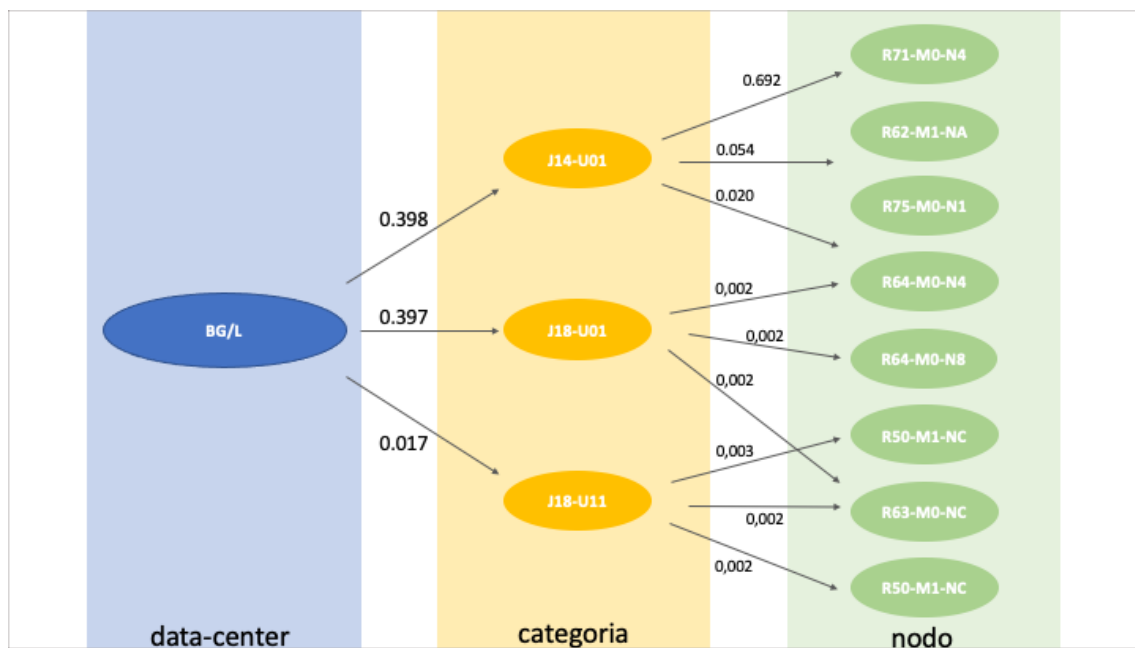 R71-M0-N4
0.692
R62-M1-NA
J14-U01
0.054
R75-M0-N1
0.020
0.398
R64-M0-N4
0,002
BG/L
0.397
J18-U01
0,002
R64-M0-N8
0,002
R50-M1-NC
0.017
0,003
J18-U11
R63-M0-NC
0,002
0,002
R50-M1-NC
data-center
categoria
nodo